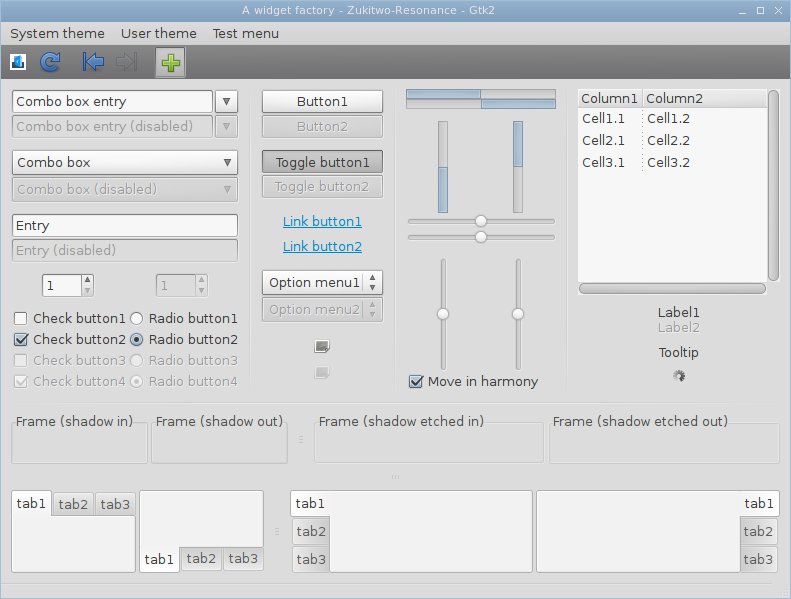 A widget factory - Zukitwo-Resonance - Gtk2
System theme User theme Test menu
Combo box entry
Combo box entry (disabled)
Combo box
Combo box (disabled)
Entry
Entry (disabled)
1 1
Check button1 Radio button1
Check button2 Radio button2
Check button3 Radio button3
Check button4 Radio button4
Button1
Button2
Toggle button1
Toggle button2
Link button1
Link button2
Option menu1
Option menu2
Move in harmony
Column1 Column2
Cell1.1 Cell1.2
Cell2.1 Cell2.2
Cell3.1 Cell3.2
Label1
Label2
Tooltip
Frame (shadow in) Frame (shadow out) Frame (shadow etched in) Frame (shadow etched out)
tab1 tab2 tab3
tab1 tab2 tab3
tab1
tab2
tab3
tab1
tab2
tab3